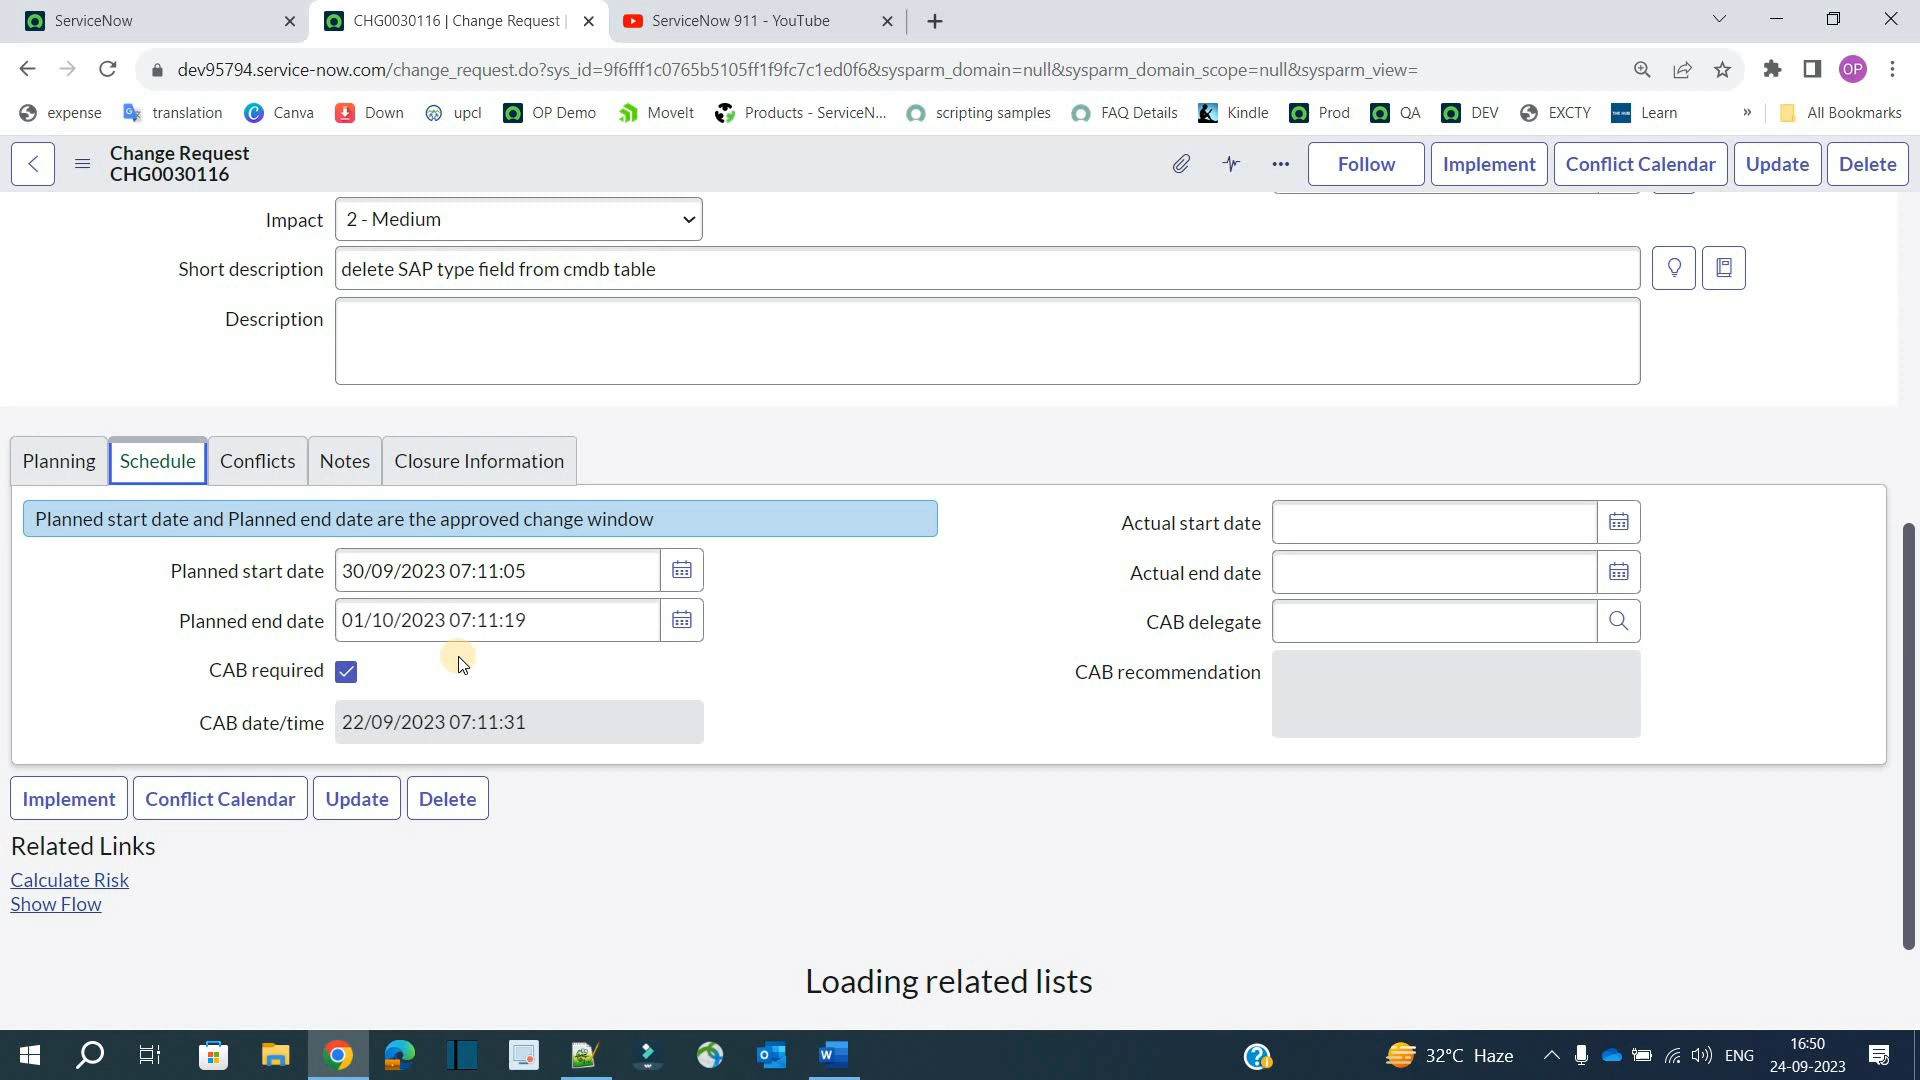 ServiceNow
CHG0030116 | Change Request |
ServiceNow 911 - YouTube
dev95794.service-now.com/change_request.do?sys_id=9f6fff1c0765b5105ff1f9fc7c1ed0f6&sysparm_domain=null&sysparm_domain_scope=null&sysparm_view=
OP
expense
translation
Canva
Down
upcl
OP Demo
MoveIt
Products - ServiceN...
scripting samples
FAQ Details
Kindle
Prod
QA
DEV
EXCTY
Learn
»
All Bookmarks
Change Request
CHG0030116
Follow
Implement
Conflict Calendar
Update
Delete
Impact
2 - Medium
Short description
delete SAP type field from cmdb table
Description
Planning
Schedule
Conflicts
Notes
Closure Information
Planned start date and Planned end date are the approved change window
Planned start date
30/09/2023 07:11:05
Planned end date
01/10/2023 07:11:19
CAB required
CAB date/time
22/09/2023 07:11:31
Actual start date
Actual end date
CAB delegate
CAB recommendation
Implement
Conflict Calendar
Update
Delete
Related Links
Calculate Risk
Show Flow
Loading related lists
32°C Haze
ENG
16:50
24-09-2023